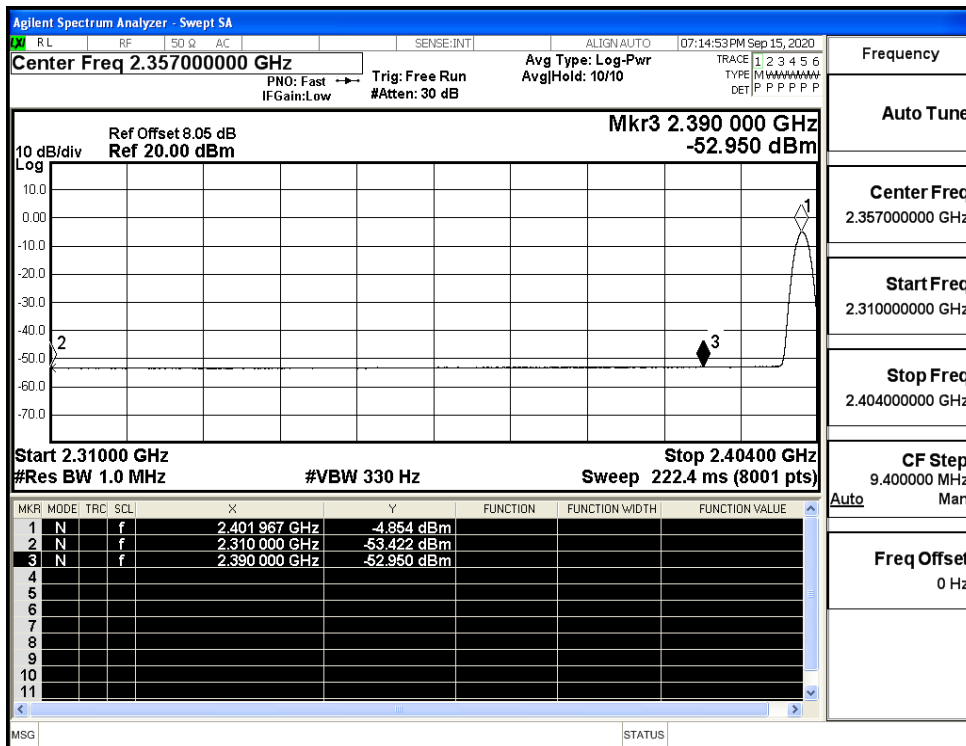 Agilent Spectrum Analyzer - Swept SA
LXI RL RF 50 Ω AC SENSE:INT ALIGN AUTO 07:14:53 PM Sep 15, 2020
Center Freq 2.357000000 GHz
PNO: Fast
IFGain:Low
Trig: Free Run
#Atten: 30 dB
Avg Type: Log-Pwr
Avg|Hold: 10/10
TRACE 1 2 3 4 5 6
TYPE M W W W W W
DET P P P P P P
Ref Offset 8.05 dB
10 dB/div Ref 20.00 dBm
Log
Mkr3 2.390 000 GHz
-52.950 dBm
10.0
0.00
-10.0
-20.0
-30.0
-40.0
-50.0
-60.0
-70.0
1
2
3
Start 2.31000 GHz Stop 2.40400 GHz
#Res BW 1.0 MHz #VBW 330 Hz Sweep 222.4 ms (8001 pts)
MKR MODE TRC SCL X Y FUNCTION FUNCTION WIDTH FUNCTION VALUE
1 N f 2.401 967 GHz -4.854 dBm
2 N f 2.310 000 GHz -53.422 dBm
3 N f 2.390 000 GHz -52.950 dBm
4
5
6
7
8
9
10
11
MSG STATUS
Frequency
Auto Tune
Center Freq
2.357000000 GHz
Start Freq
2.310000000 GHz
Stop Freq
2.404000000 GHz
CF Step
9.400000 MHz
Auto Man
Freq Offset
0 Hz